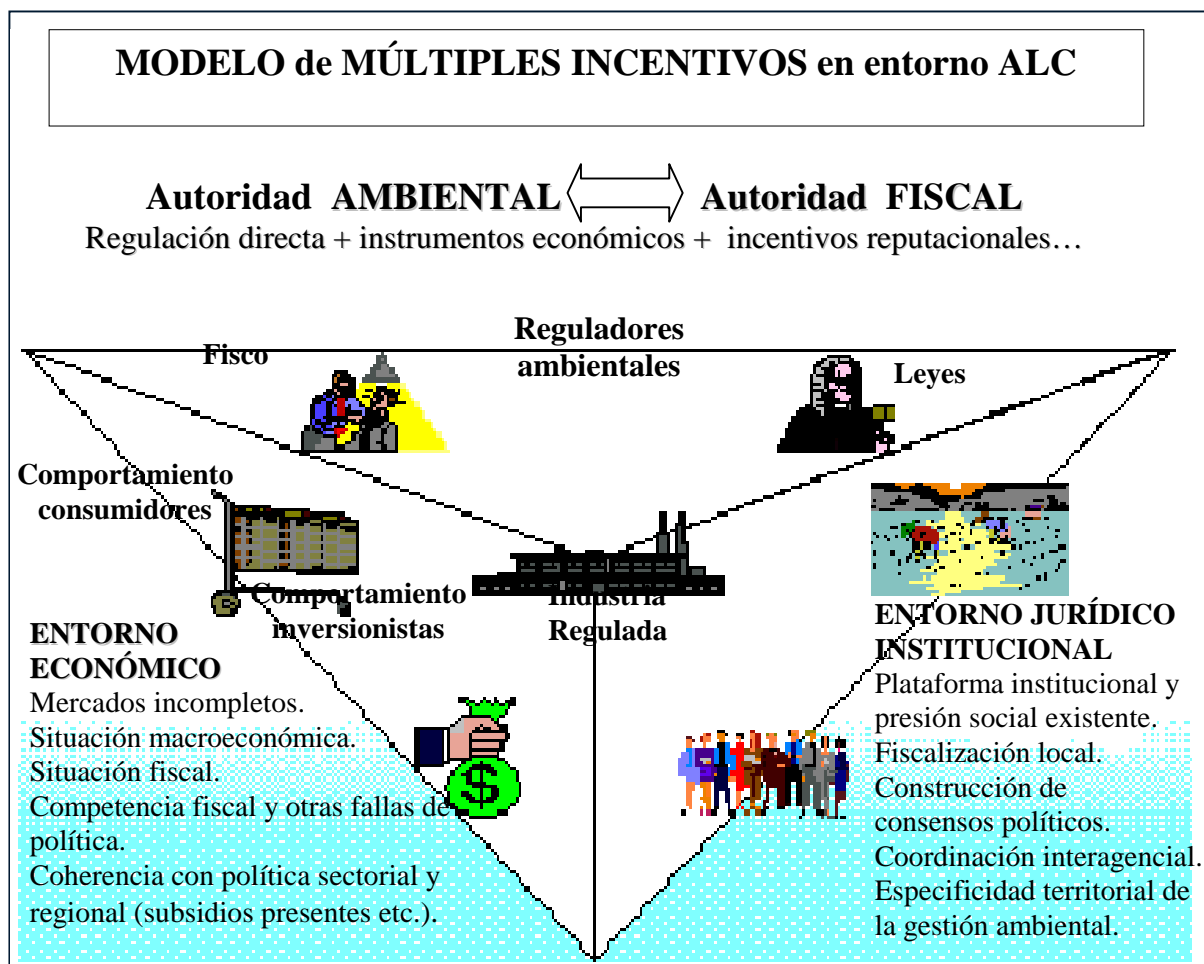 MODELO de MÚLTIPLES INCENTIVOS en entorno ALC
Autoridad AMBIENTAL Autoridad FISCAL
Regulación directa + instrumentos económicos + incentivos reputacionales…
Reguladores
ambientales
Fisco
Leyes
Comportamiento
consumidores
Comportamiento
inversionistas
Industria
Regulada
ENTORNO
ECONÓMICO
Mercados incompletos.
Situación macroeconómica.
Situación fiscal.
Competencia fiscal y otras fallas de
política.
Coherencia con política sectorial y
regional (subsidios presentes etc.).
$
ENTORNO JURÍDICO
INSTITUCIONAL
Plataforma institucional y
presión social existente.
Fiscalización local.
Construcción de
consensos políticos.
Coordinación interagencial.
Especificidad territorial de
la gestión ambiental.